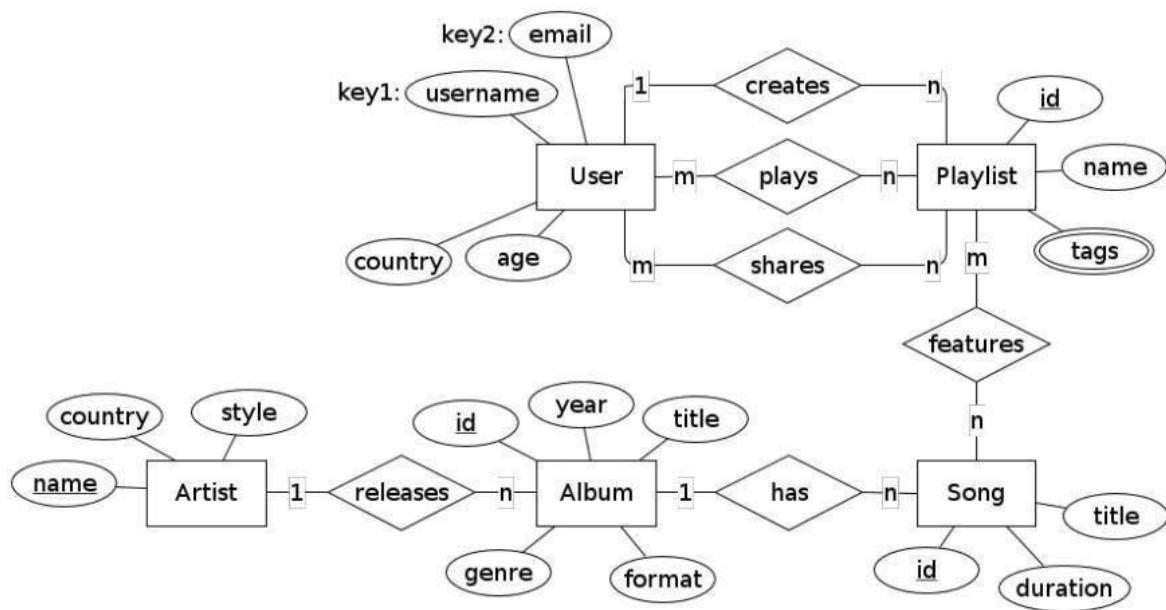 key2: email
key1: username
1 creates n
id
User
m plays n
Playlist
name
country
age
m shares n
tags
m
features
country
style
id
year
title
n
name
Artist
1 releases n
Album
1 has n
Song
title
genre
format
id
duration